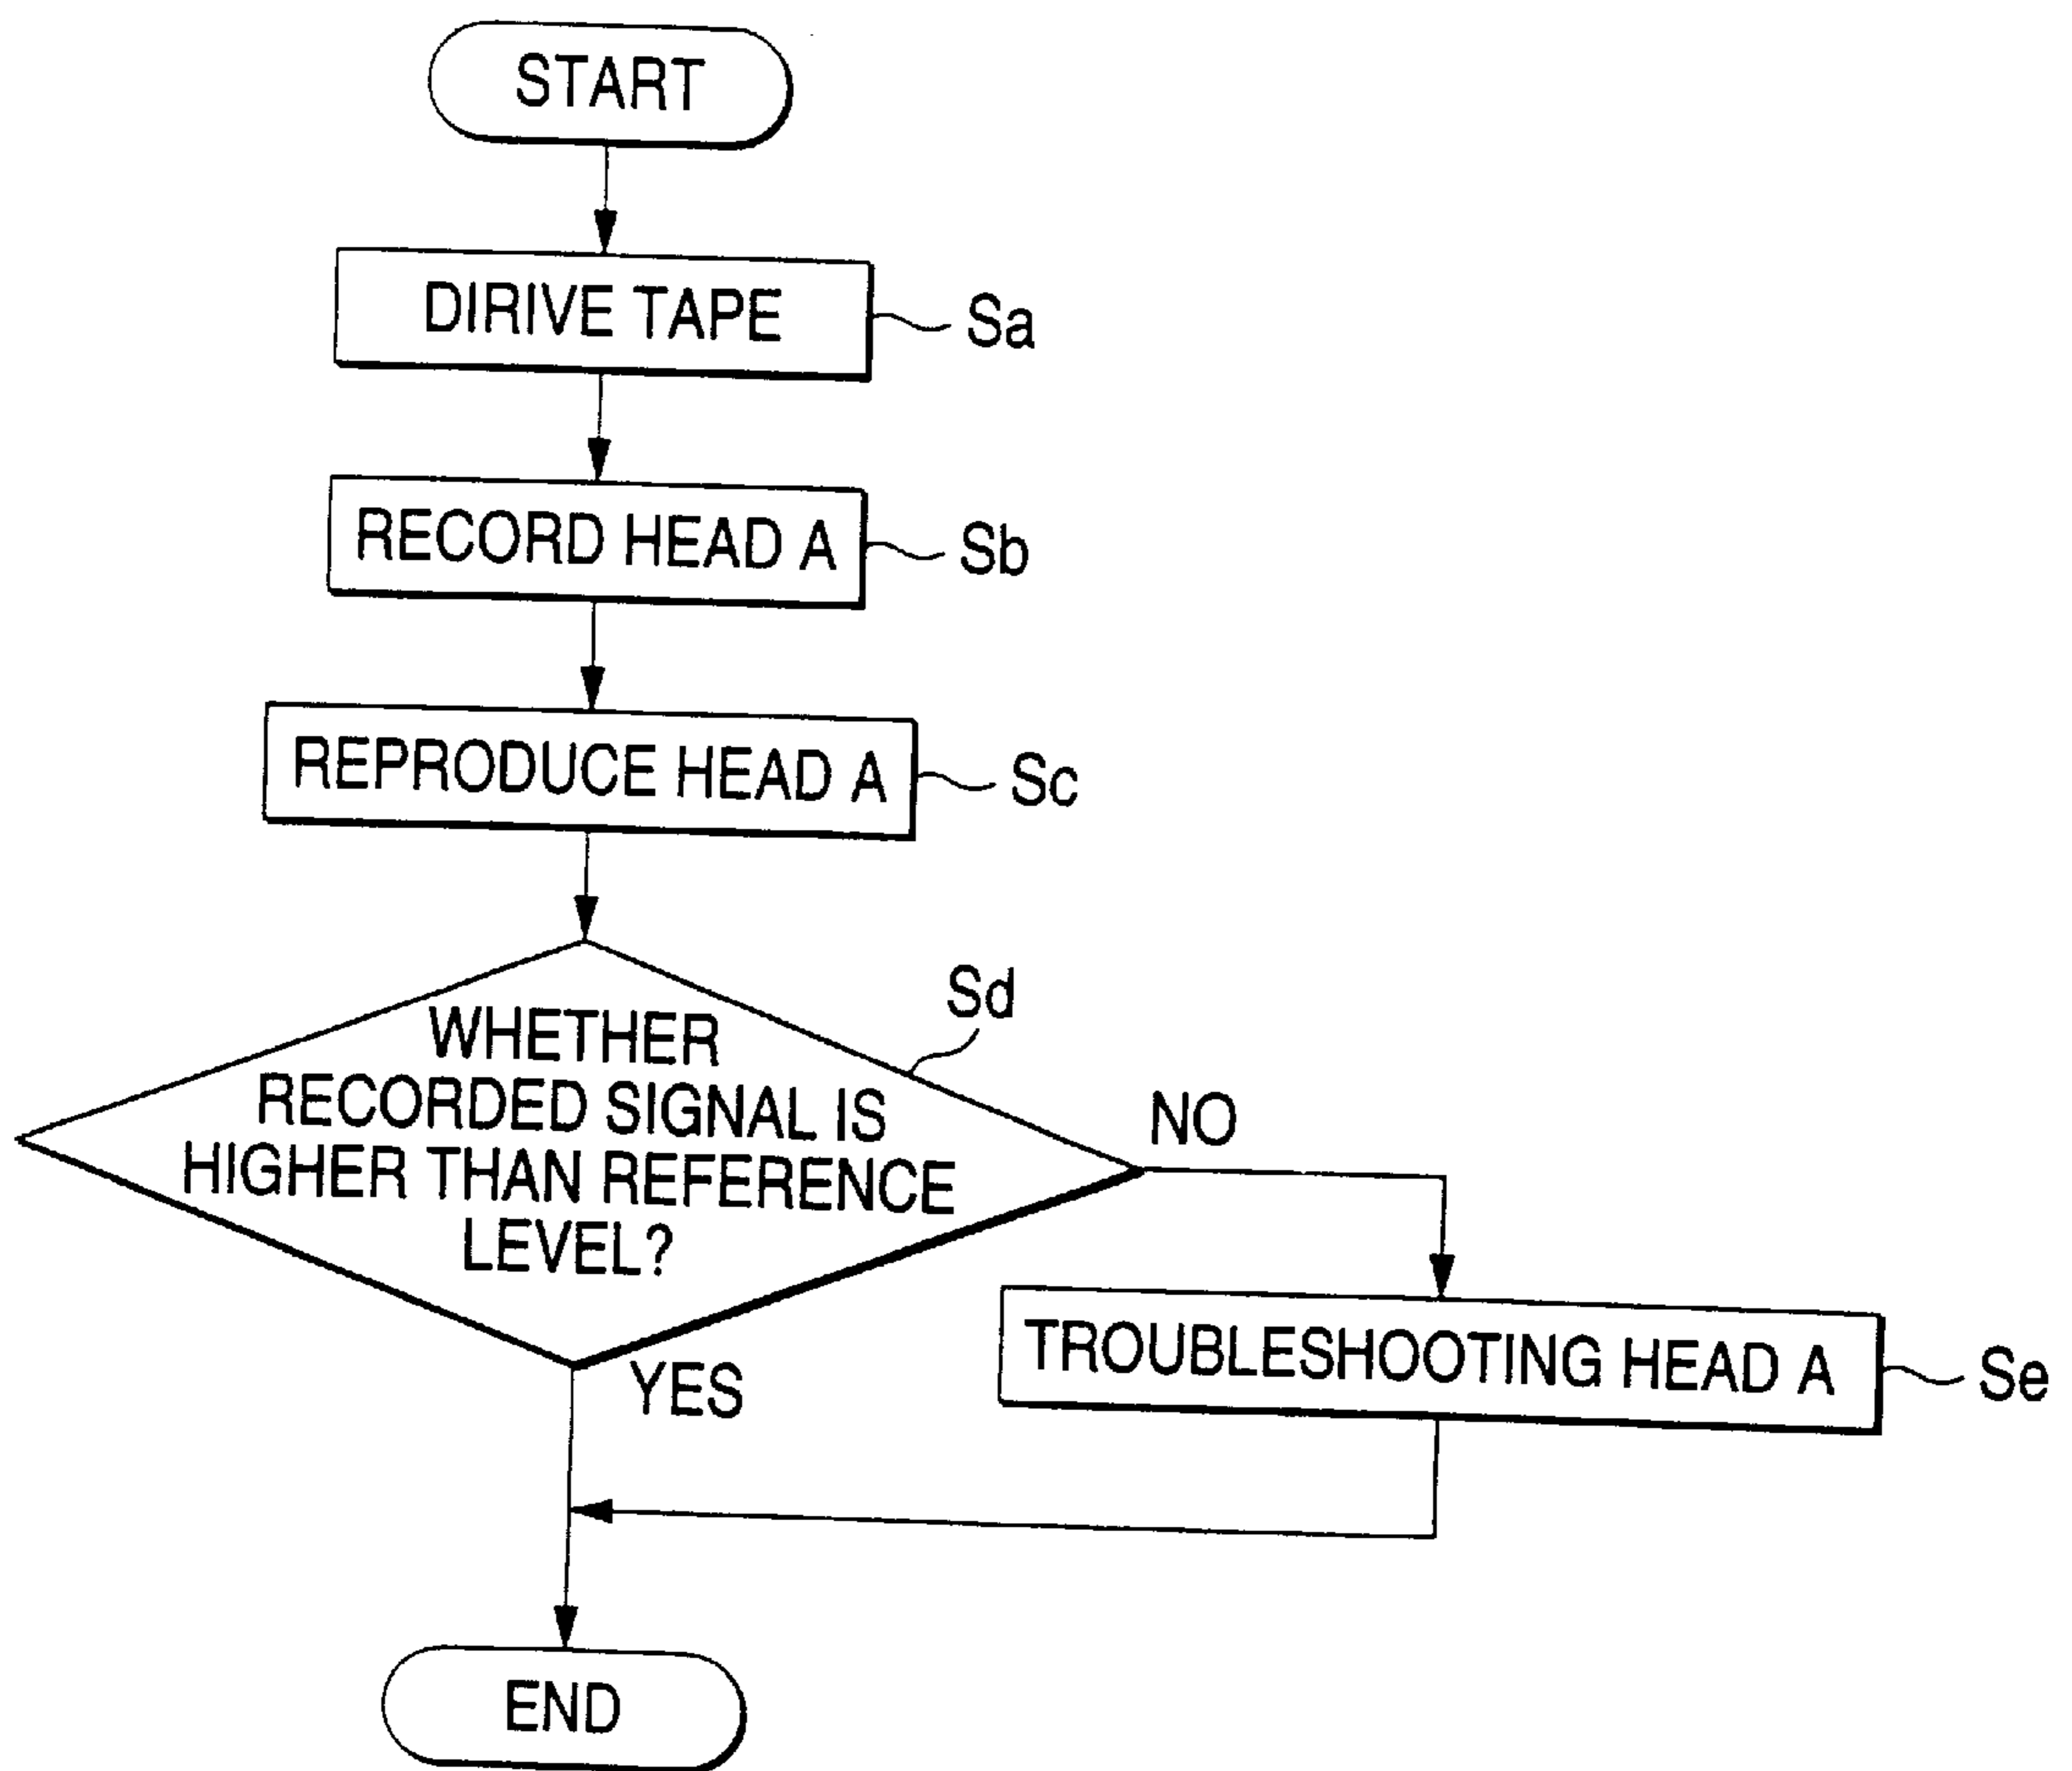 START
DIRIVE TAPE
Sa
RECORD HEAD A
Sb
REPRODUCE HEAD A
Sc
Sd
WHETHER
RECORDED SIGNAL IS
HIGHER THAN REFERENCE
LEVEL?
NO
YES
TROUBLESHOOTING HEAD A
Se
END